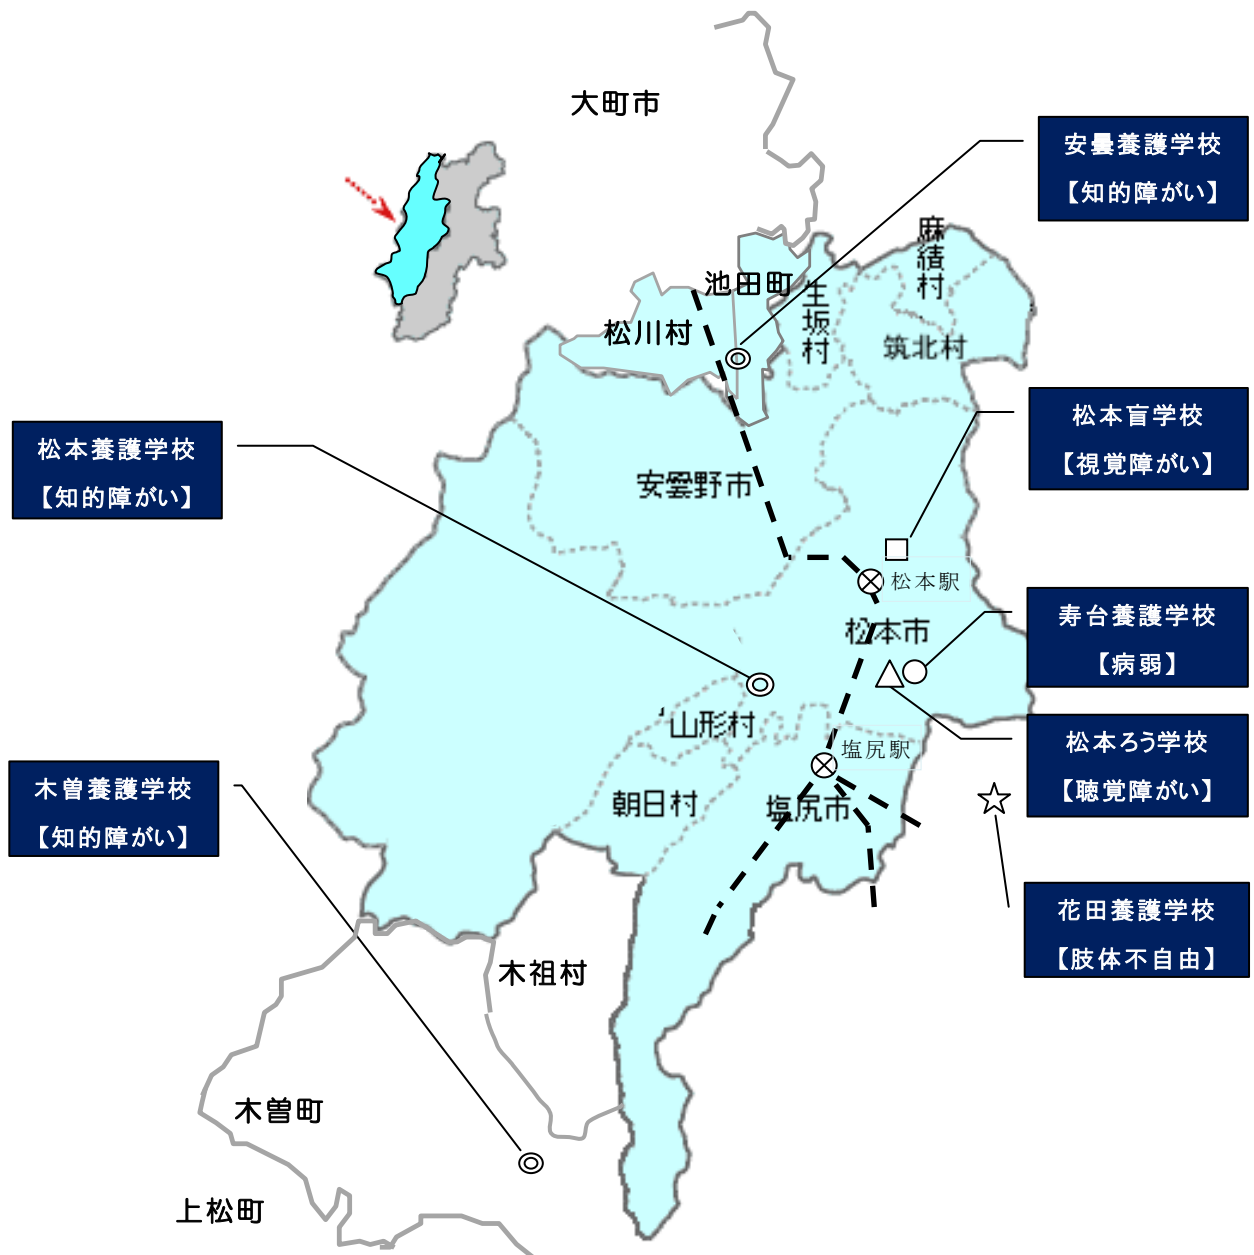 大町市
安曇養護学校
【知的障がい】
麻績村
池田町
生坂村
松川村
筑北村
松本盲学校
【視覚障がい】
松本養護学校
【知的障がい】
安曇野市
松本駅
寿台養護学校
【病弱】
松本市
山形村
塩尻駅
松本ろう学校
【聴覚障がい】
木曽養護学校
【知的障がい】
朝日村
塩尻市
花田養護学校
【肢体不自由】
木祖村
木曽町
上松町